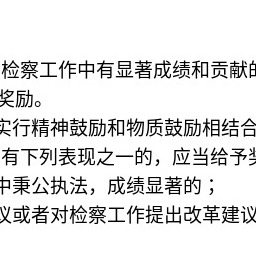 检察工作中有显著成绩和贡献的
奖励。
实行精神鼓励和物质鼓励相结合
有下列表现之一的，应当给予奖
中秉公执法，成绩显著的；
议或者对检察工作提出改革建议